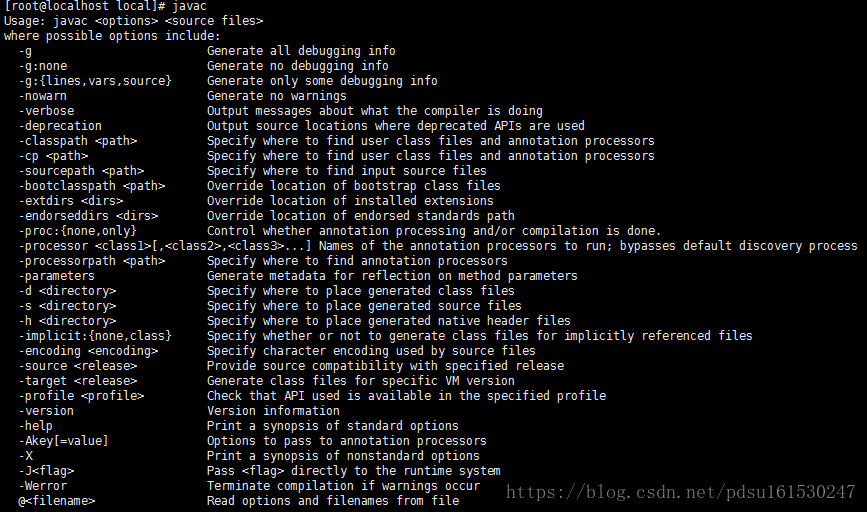 [root@localhost local]# javac
Usage: javac <options> <source files>
where possible options include:
  -g                         Generate all debugging info
  -g:none                    Generate no debugging info
  -g:{lines,vars,source}     Generate only some debugging info
  -nowarn                    Generate no warnings
  -verbose                   Output messages about what the compiler is doing
  -deprecation               Output source locations where deprecated APIs are used
  -classpath <path>          Specify where to find user class files and annotation processors
  -cp <path>                 Specify where to find user class files and annotation processors
  -sourcepath <path>         Specify where to find input source files
  -bootclasspath <path>      Override location of bootstrap class files
  -extdirs <dirs>            Override location of installed extensions
  -endorseddirs <dirs>       Override location of endorsed standards path
  -proc:{none,only}          Control whether annotation processing and/or compilation is done.
  -processor <class1>[,<class2>,<class3>...] Names of the annotation processors to run; bypasses default discovery process
  -processorpath <path>      Specify where to find annotation processors
  -parameters                Generate metadata for reflection on method parameters
  -d <directory>             Specify where to place generated class files
  -s <directory>             Specify where to place generated source files
  -h <directory>             Specify where to place generated native header files
  -implicit:{none,class}     Specify whether or not to generate class files for implicitly referenced files
  -encoding <encoding>       Specify character encoding used by source files
  -source <release>          Provide source compatibility with specified release
  -target <release>          Generate class files for specific VM version
  -profile <profile>         Check that API used is available in the specified profile
  -version                   Version information
  -help                      Print a synopsis of standard options
  -Akey[=value]              Options to pass to annotation processors
  -X                         Print a synopsis of nonstandard options
  -J<flag>                   Pass <flag> directly to the runtime system
  -Werror                    Terminate compilation if warnings occur
  @<filename>                Read options and filenames from file
https://blog.csdn.net/pdsu161530247